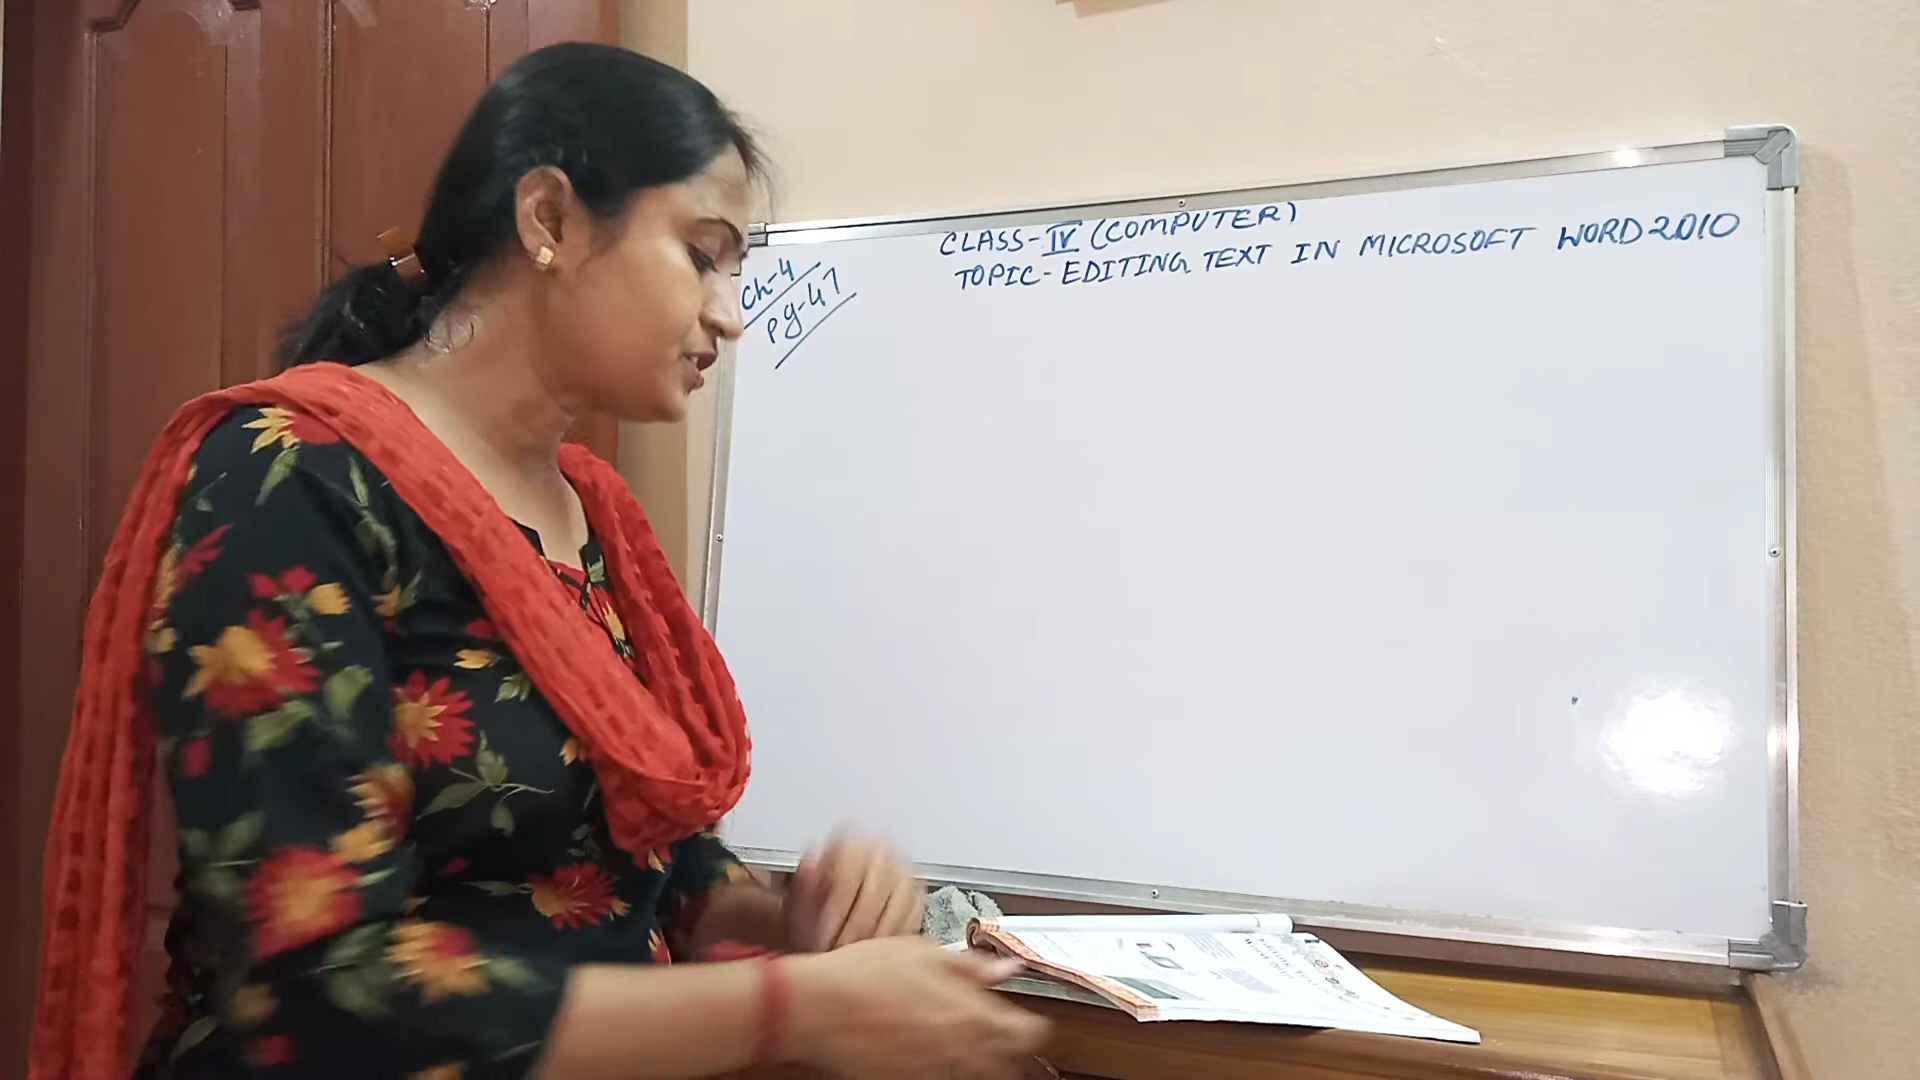 CLASS-IV (COMPUTER)
TOPIC-EDITING TEXT IN MICROSOFT WORD 2010
Ch-4
Pg-47